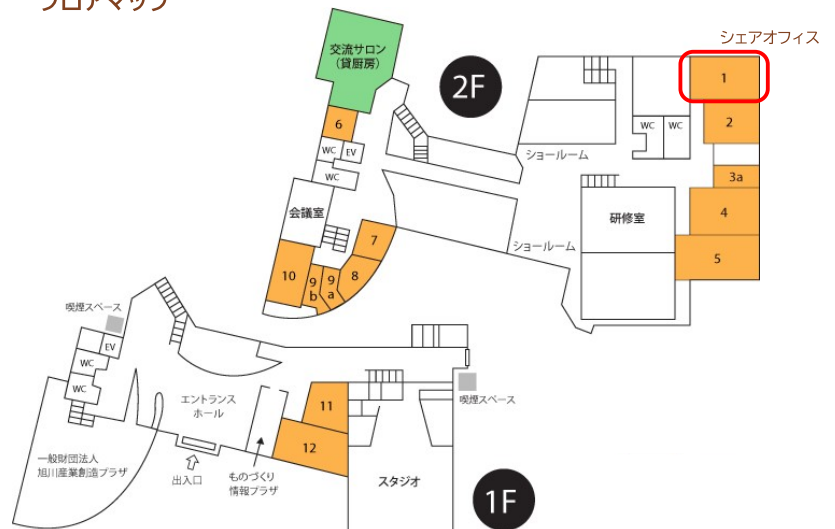 フロアマップ
シェアオフィス
交流サロン
(貸厨房)
2F
1
6
2
WC
EV
WC
WC
WC
ショールーム
3a
会議室
研修室
4
7
ショールーム
5
10
9
b
9
a
8
喫煙スペース
EV
WC
WC
エントランス
ホール
11
喫煙スペース
12
一般財団法人
旭川産業創造プラザ
出入口
ものづくり
情報プラザ
スタジオ
1F